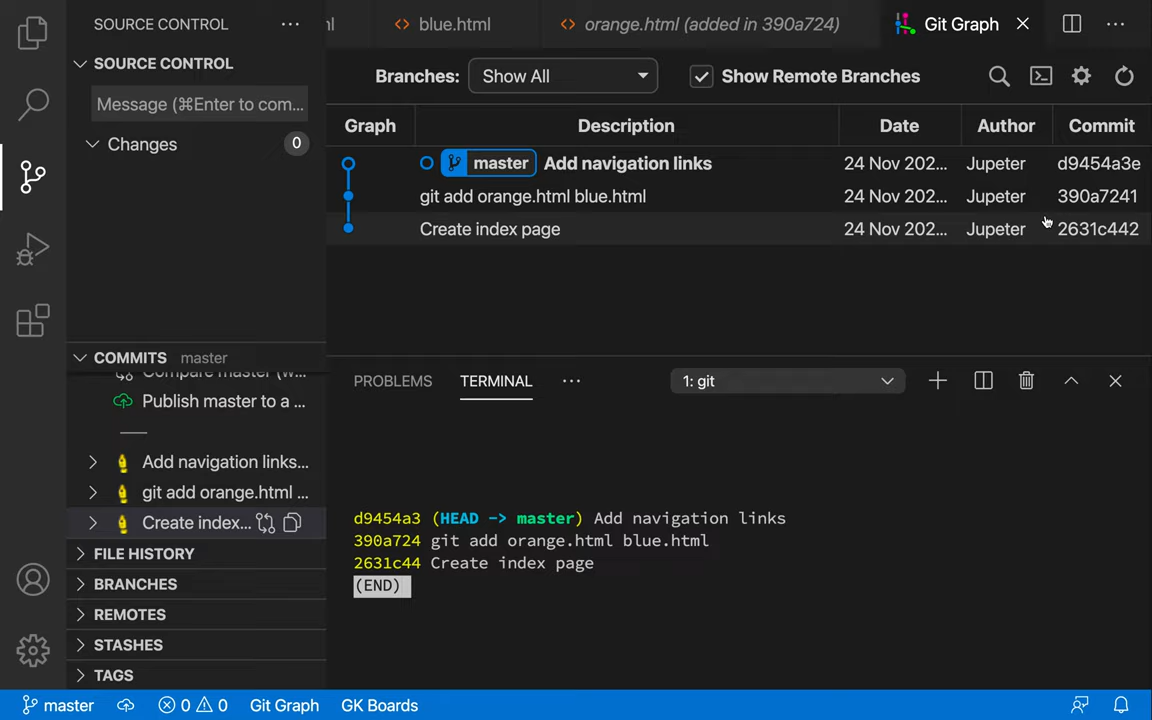 SOURCE CONTROL
SOURCE CONTROL
Message (⌘Enter to com...
Changes
0
COMMITS master
Compare master (w...
Publish master to a ...
Add navigation links...
git add orange.html ...
Create index...
FILE HISTORY
BRANCHES
REMOTES
STASHES
TAGS
blue.html
orange.html (added in 390a724)
Git Graph
Branches: Show All Show Remote Branches
Graph Description Date Author Commit
master Add navigation links 24 Nov 202... Jupeter d9454a3e
git add orange.html blue.html 24 Nov 202... Jupeter 390a7241
Create index page 24 Nov 202... Jupeter 2631c442
PROBLEMS TERMINAL ... 1: git
d9454a3 (HEAD -> master) Add navigation links
390a724 git add orange.html blue.html
2631c44 Create index page
(END)
master 0 0 Git Graph GK Boards